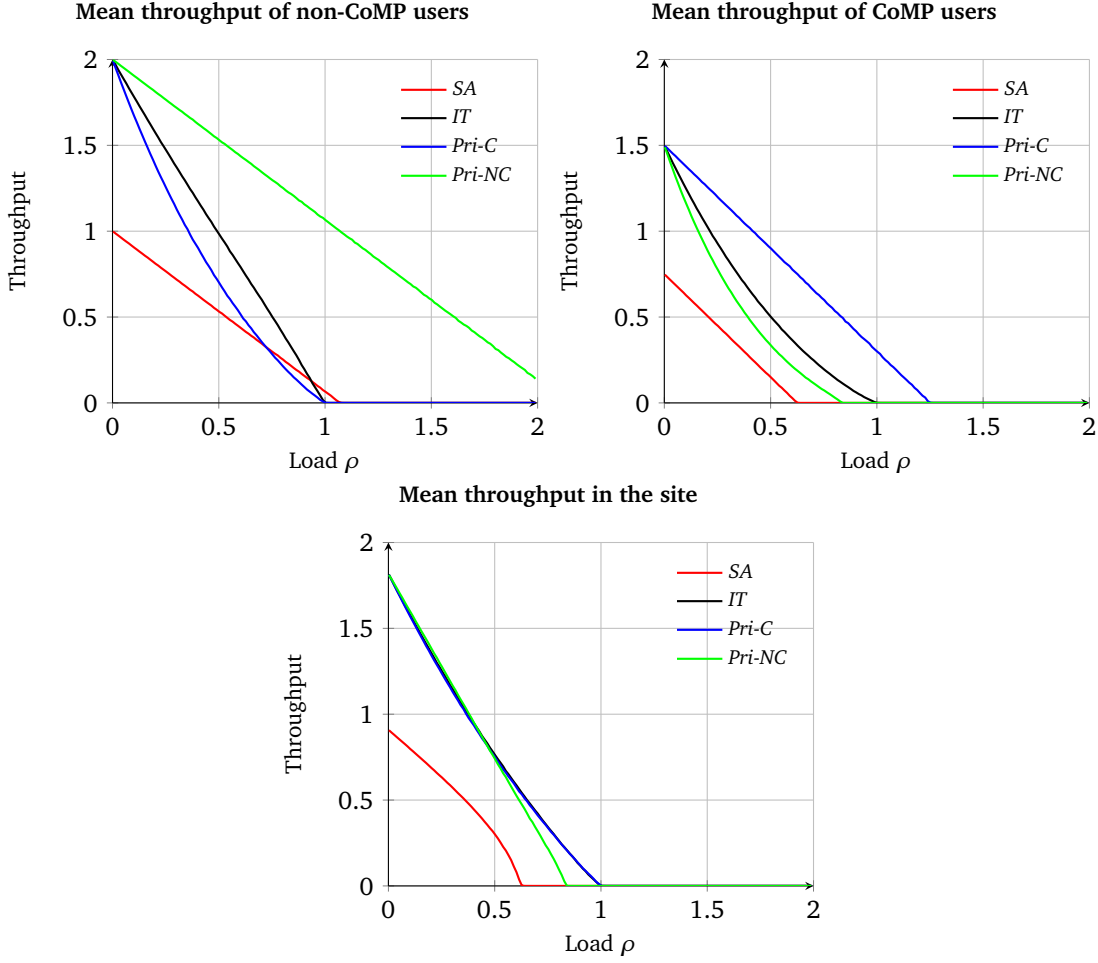 Mean throughput of non-CoMP users
2
1.5
1
0.5
0
Throughput
SA
IT
Pri-C
Pri-NC
0 0.5 1 1.5 2
Load ρ
Mean throughput of CoMP users
2
1.5
1
0.5
0
Throughput
SA
IT
Pri-C
Pri-NC
0 0.5 1 1.5 2
Load ρ
Mean throughput in the site
2
1.5
1
0.5
0
Throughput
SA
IT
Pri-C
Pri-NC
0 0.5 1 1.5 2
Load ρ